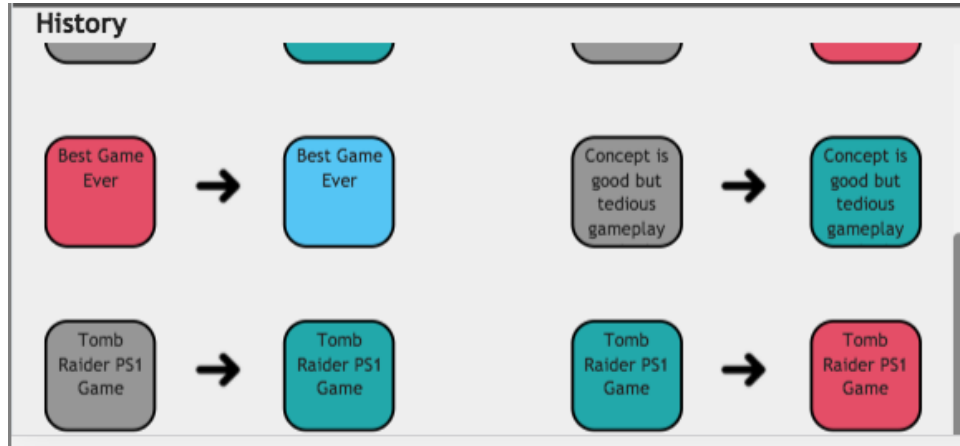 History
Best Game
Ever
Best Game
Ever
Concept is
good but
tedious
gameplay
Concept is
good but
tedious
gameplay
Tomb
Raider PS1
Game
Tomb
Raider PS1
Game
Tomb
Raider PS1
Game
Tomb
Raider PS1
Game